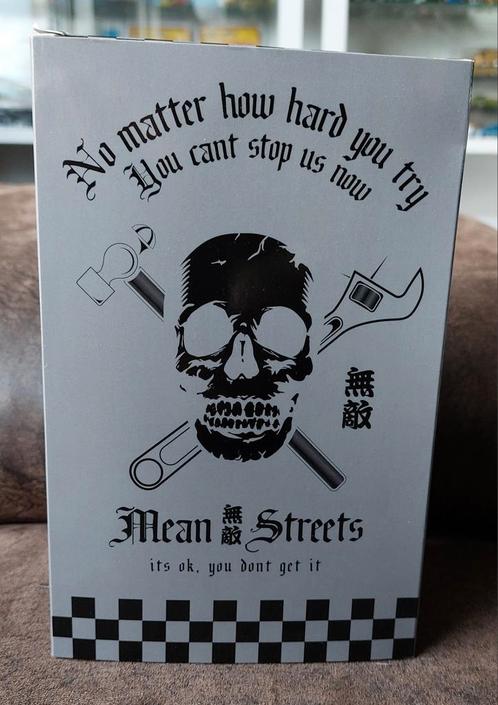 No matter how hard you try
You cant stop us now
無敵
Mean 無敵 Streets
its ok, you dont get it